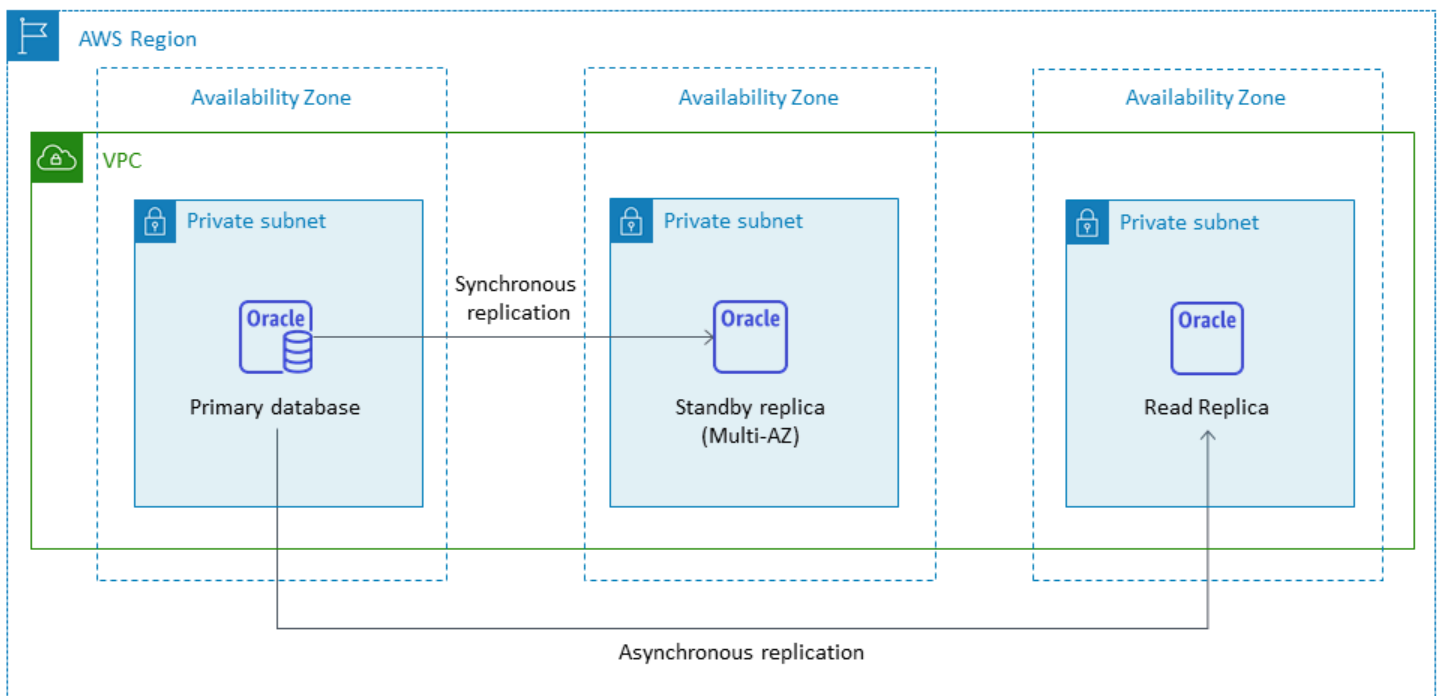 AWS Region
Availability Zone
Availability Zone
Availability Zone
VPC
Private subnet
Private subnet
Private subnet
Synchronous
replication
Oracle
Oracle
Oracle
Primary database
Standby replica
(Multi-AZ)
Read Replica
Asynchronous replication